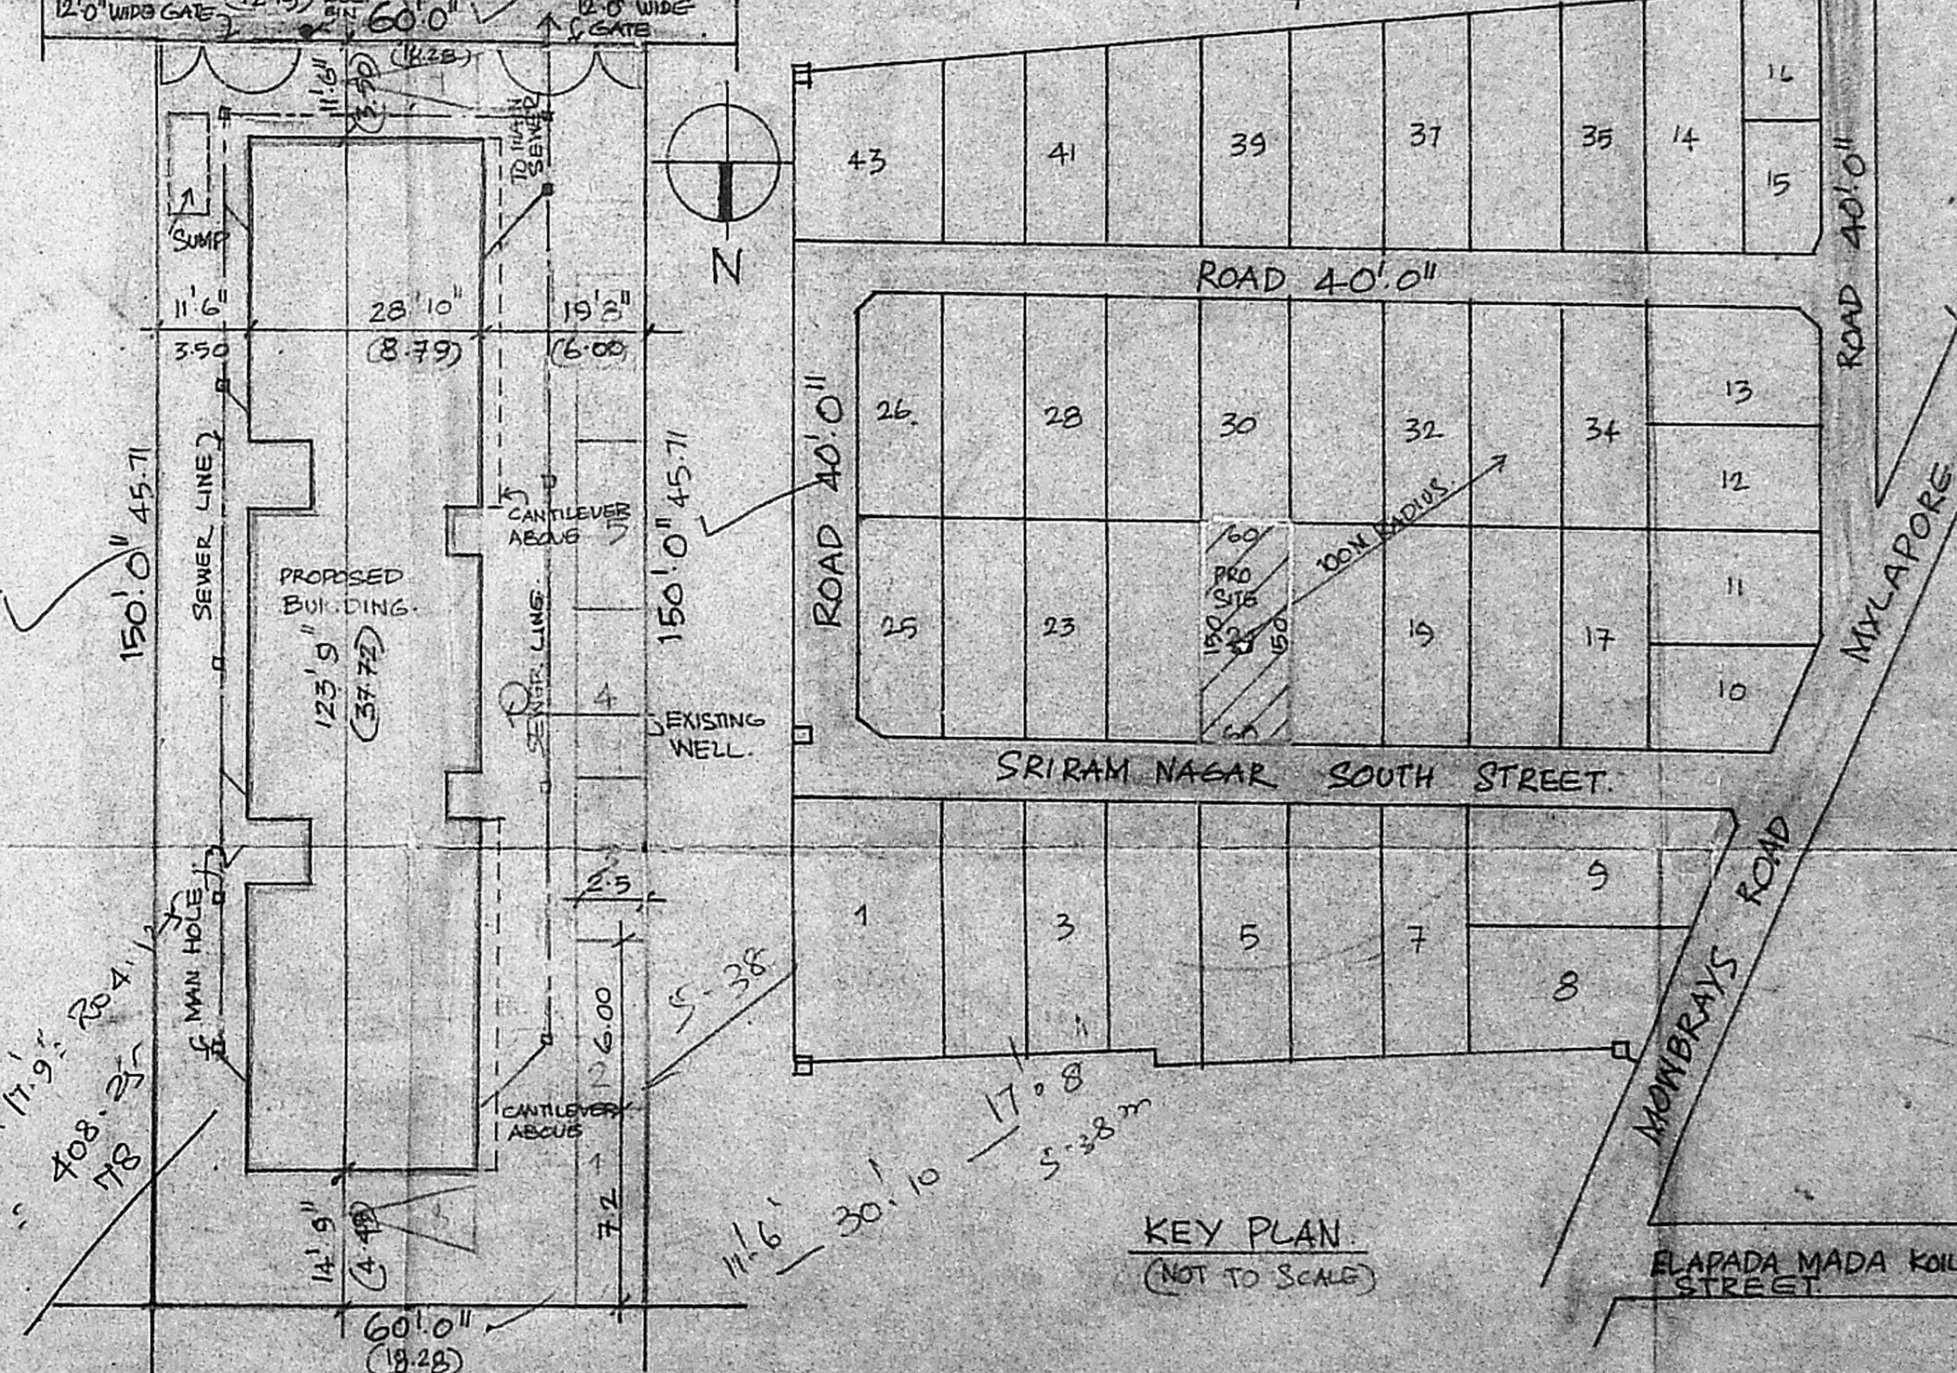 12'.0" WIDE GATE
60'.0"
(18.28)
12.0' WIDE
GATE
11'.6"
(3.50)
TO MAIN
SEWER
SUMP
11'.6"
3.50
28'10"
(8.79)
19'8"
(6.00)
150'.0" 45.71
SEWER LINE
CANTILEVER
ABOVE
5
150'.0" 45.71
PROPOSED
BUILDING.
123'9"
(37.72)
SEWER LINE.
4
EXISTING
WELL.
2.5
MAN HOLE
6.00
2
CANTILEVER
ABOVE
1
7.2
14'.9"
(4.49)
60'.0"
(18.28)
17'.9"
204.
408.25
78
5-38
17.8
5.38m
30'.10
11'-6'
N
43
41
39
37
35
14
16
15
ROAD 40'.0"
ROAD 40'.0"
ROAD 40'.0"
26.
28
30
32
34
13
12
100M RADIUS.
60
PRO
SITE
150
150
60
25
23
19
17
11
10
SRIRAM NAGAR SOUTH STREET.
1
3
5
7
9
8
MOWBRAYS ROAD MYLAPORE
KEY PLAN.
(NOT TO SCALE)
ELAPADA MADA KOIL
STREET.